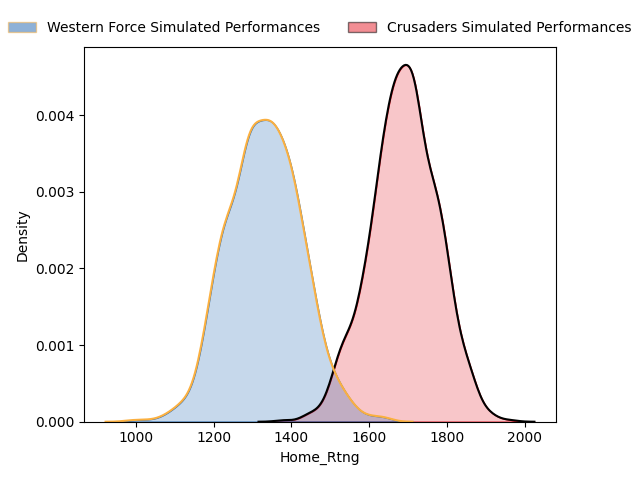 Western Force Simulated Performances
Crusaders Simulated Performances
0.004
0.003
0.002
0.001
0.000
Density
1000
1200
1400
1600
1800
2000
Home_Rtng